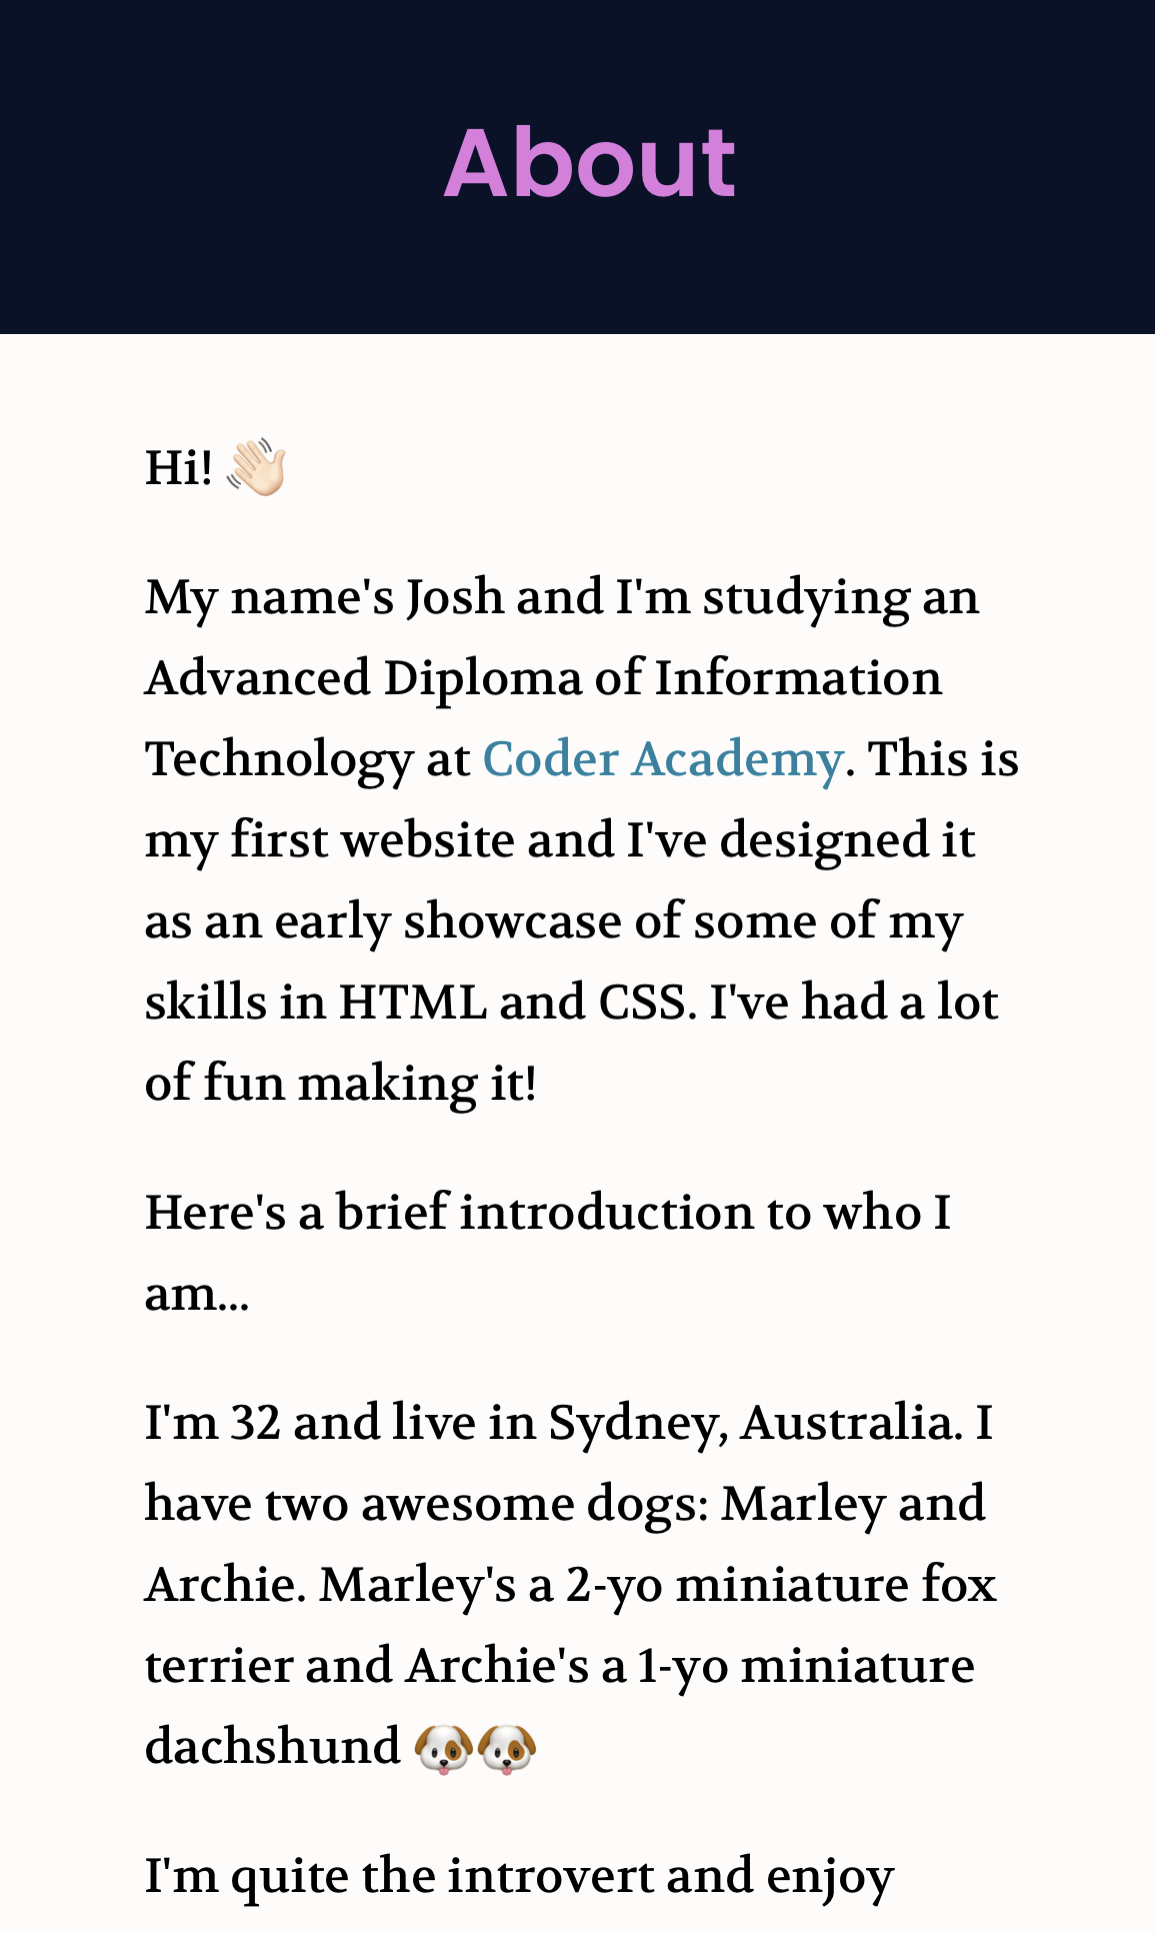 About
Hi! 👋🏻
My name's Josh and I'm studying an
Advanced Diploma of Information
Technology at Coder Academy. This is
my first website and I've designed it
as an early showcase of some of my
skills in HTML and CSS. I've had a lot
of fun making it!
Here's a brief introduction to who I
am...
I'm 32 and live in Sydney, Australia. I
have two awesome dogs: Marley and
Archie. Marley's a 2-yo miniature fox
terrier and Archie's a 1-yo miniature
dachshund 🐶🐶
I'm quite the introvert and enjoy